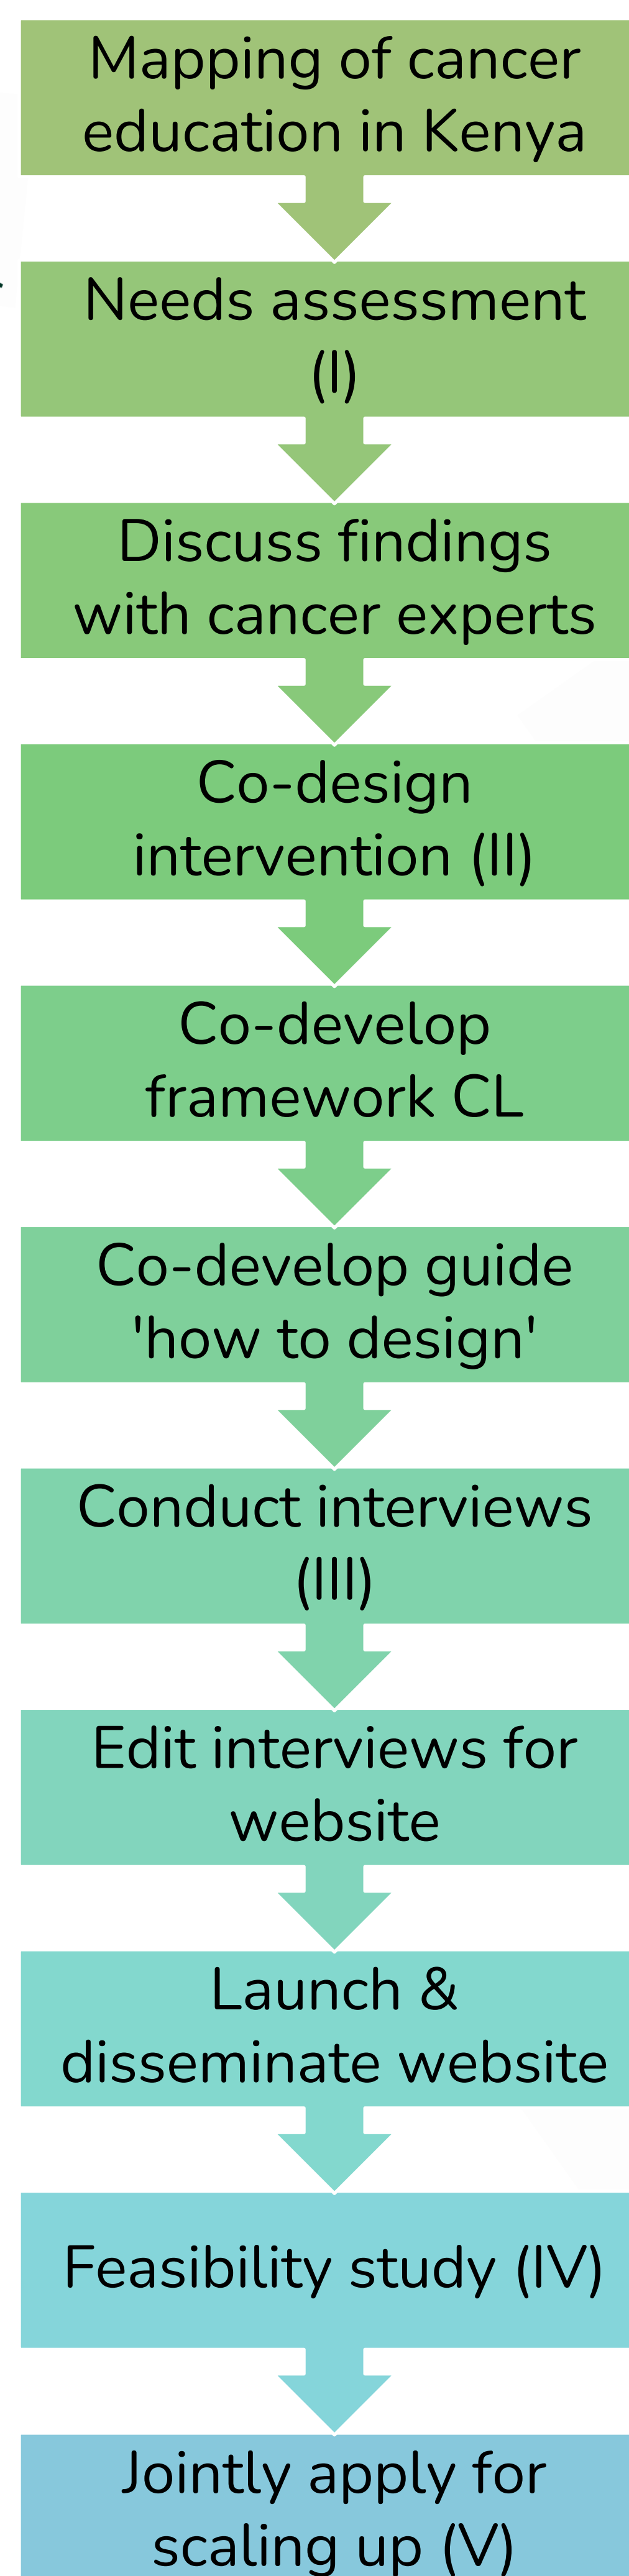 Mapping of cancer
education in Kenya
Needs assessment
(I)
Discuss findings
with cancer experts
Co-design
intervention (II)
Co-develop
framework CL
Co-develop guide
'how to design'
Conduct interviews
(III)
Edit interviews for
website
Launch &
disseminate website
Feasibility study (IV)
Jointly apply for
scaling up (V)